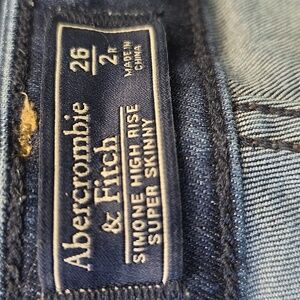 Abercrombie
& Fitch
26
2R
MADE IN
CHINA
SIMONE HIGH RISE
SUPER SKINNY